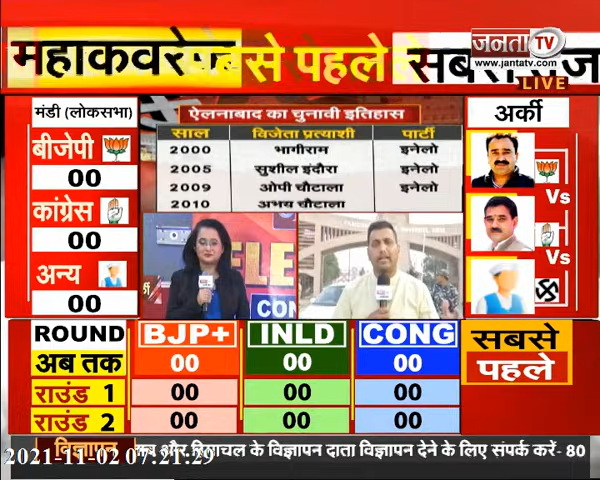 महाकवरेज
सबसे पहले
जनता TV
www.jantatv.com
LIVE
मंडी (लोकसभा)
बीजेपी
00
कांग्रेस
00
अन्य
00
ऐलनाबाद का चुनावी इतिहास
साल विजेता प्रत्याशी पार्टी
2000 भागीराम इनेलो
2005 सुशील इंदौरा इनेलो
2009 ओपी चौटाला इनेलो
2010 अभय चौटाला
अर्की
Vs
Vs
ELE
CON
ROUND BJP+ INLD CONG
अब तक 00 00 00
राउंड 1 00 00 00
राउंड 2 00 00 00
सबसे
पहले
विज्ञापन और हिमाचल के विज्ञापन दाता विज्ञापन देने के लिए संपर्क करें- 80
2021-11-02 07:21:29